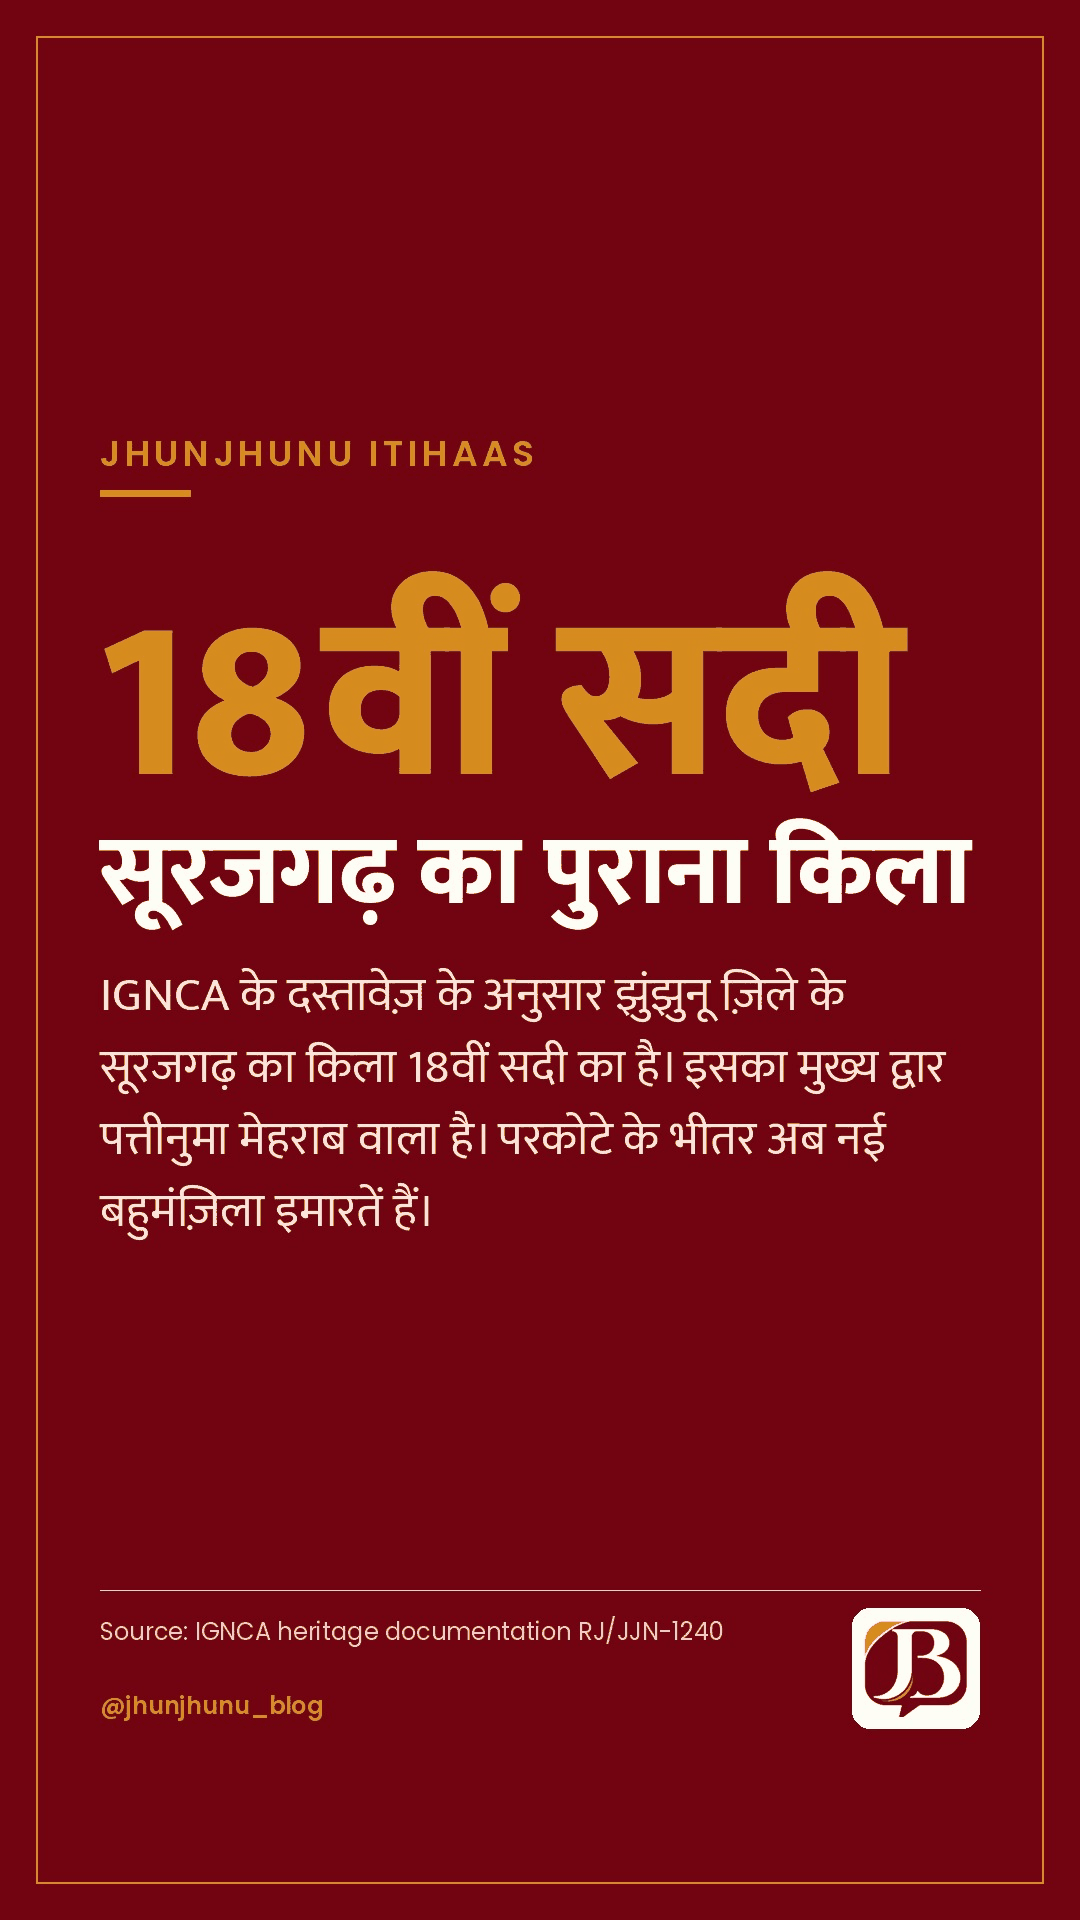 JHUNJHUNU ITIHAAS
18वीं सदी
सूरजगढ़ का पुराना किला
IGNCA के दस्तावेज़ के अनुसार झुंझुनू ज़िले के
सूरजगढ़ का किला 18वीं सदी का है। इसका मुख्य द्वार
पत्तीनुमा मेहराब वाला है। परकोटे के भीतर अब नई
बहुमंज़िला इमारतें हैं।
Source: IGNCA heritage documentation RJ/JJN-1240
JB
@jhunjhunu_blog